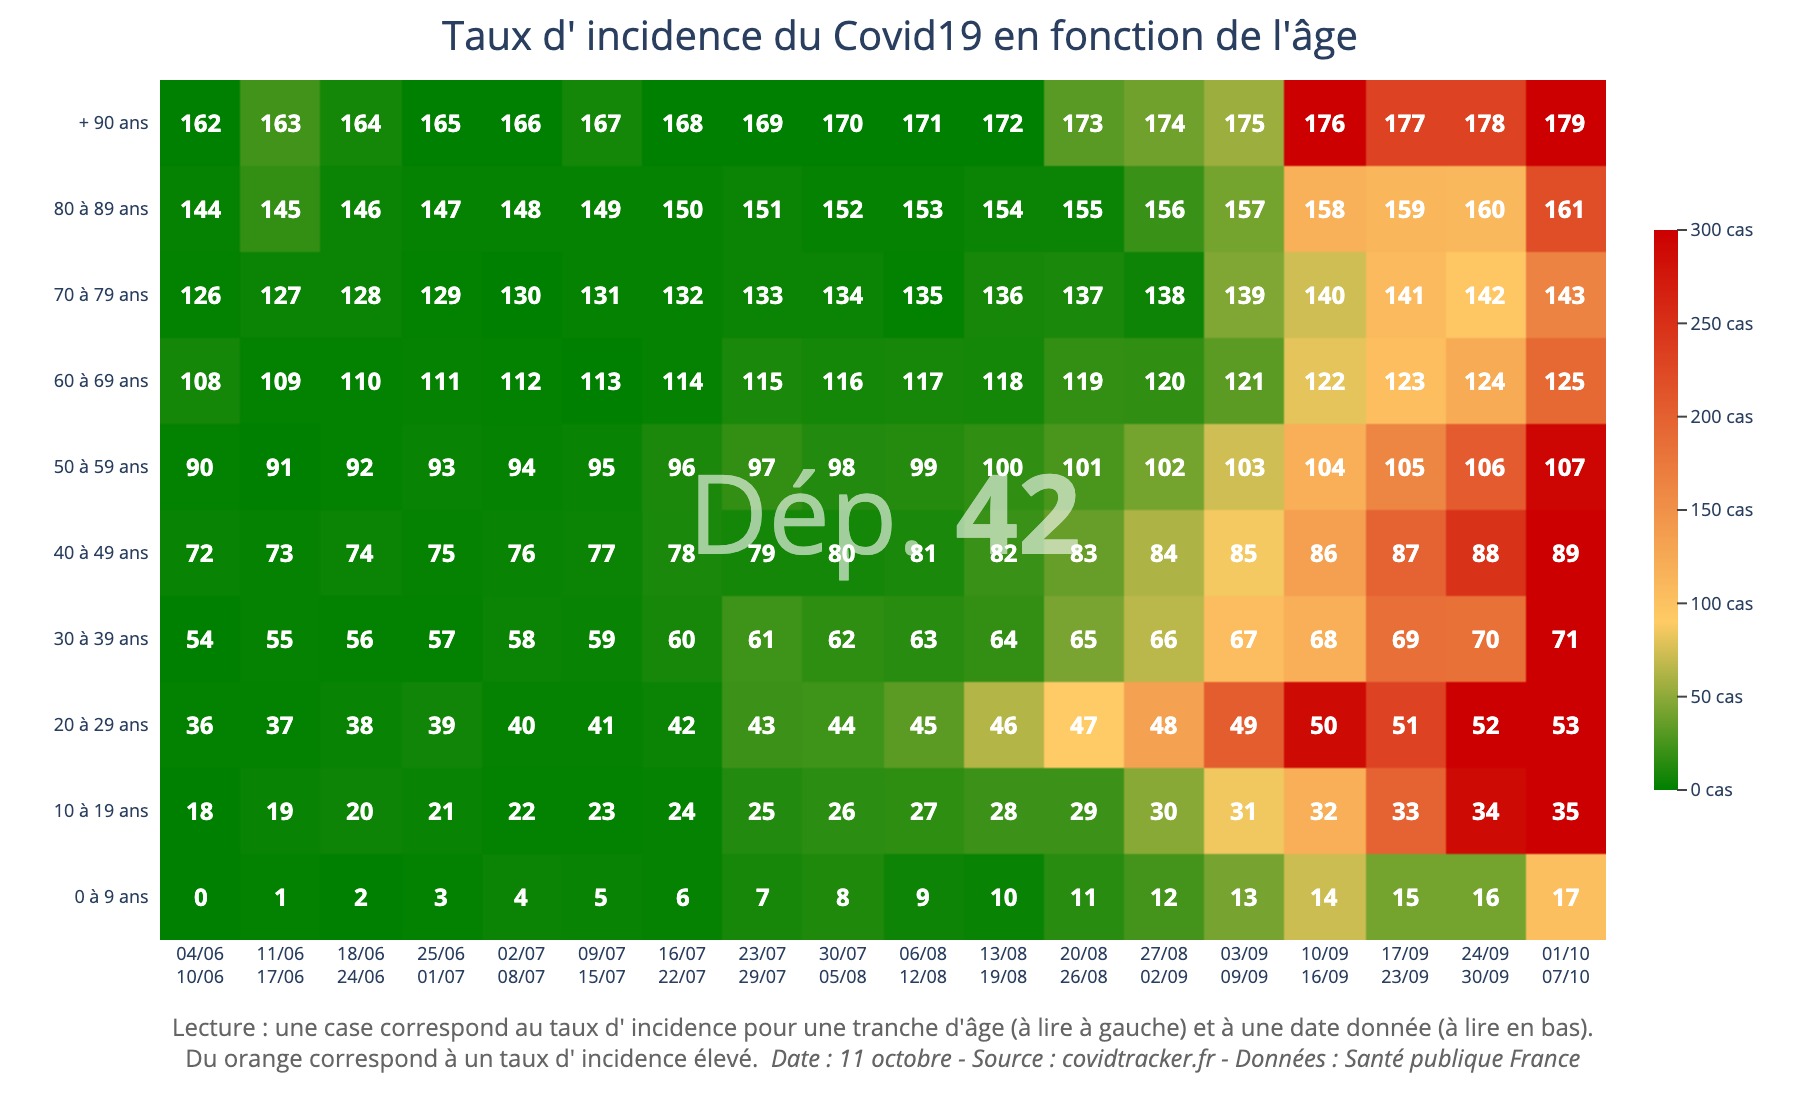 Taux d' incidence du Covid19 en fonction de l'âge
+ 90 ans 162 163 164 165 166 167 168 169 170 171 172 173 174 175 176 177 178 179
80 à 89 ans 144 145 146 147 148 149 150 151 152 153 154 155 156 157 158 159 160 161
70 à 79 ans 126 127 128 129 130 131 132 133 134 135 136 137 138 139 140 141 142 143
60 à 69 ans 108 109 110 111 112 113 114 115 116 117 118 119 120 121 122 123 124 125
50 à 59 ans 90 91 92 93 94 95 96 97 98 99 100 101 102 103 104 105 106 107
Dép. 42
40 à 49 ans 72 73 74 75 76 77 78 79 80 81 82 83 84 85 86 87 88 89
30 à 39 ans 54 55 56 57 58 59 60 61 62 63 64 65 66 67 68 69 70 71
20 à 29 ans 36 37 38 39 40 41 42 43 44 45 46 47 48 49 50 51 52 53
10 à 19 ans 18 19 20 21 22 23 24 25 26 27 28 29 30 31 32 33 34 35
0 à 9 ans 0 1 2 3 4 5 6 7 8 9 10 11 12 13 14 15 16 17
04/06 11/06 18/06 25/06 02/07 09/07 16/07 23/07 30/07 06/08 13/08 20/08 27/08 03/09 10/09 17/09 24/09 01/10
10/06 17/06 24/06 01/07 08/07 15/07 22/07 29/07 05/08 12/08 19/08 26/08 02/09 09/09 16/09 23/09 30/09 07/10
300 cas
250 cas
200 cas
150 cas
100 cas
50 cas
0 cas
Lecture : une case correspond au taux d' incidence pour une tranche d'âge (à lire à gauche) et à une date donnée (à lire en bas).
Du orange correspond à un taux d' incidence élevé. Date : 11 octobre - Source : covidtracker.fr - Données : Santé publique France